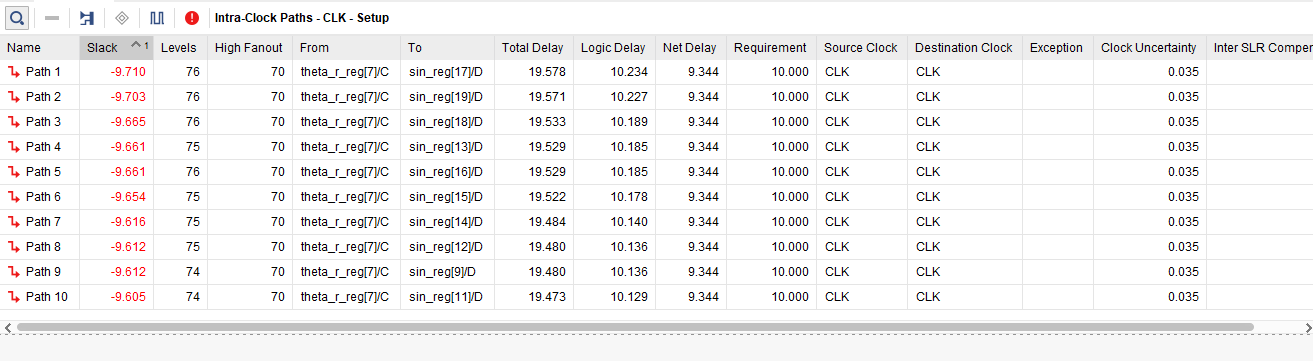 Intra-Clock Paths - CLK - Setup
Name Slack 1 Levels High Fanout From To Total Delay Logic Delay Net Delay Requirement Source Clock Destination Clock Exception Clock Uncertainty Inter SLR Compen
Path 1 -9.710 76 70 theta_r_reg[7]/C sin_reg[17]/D 19.578 10.234 9.344 10.000 CLK CLK 0.035
Path 2 -9.703 76 70 theta_r_reg[7]/C sin_reg[19]/D 19.571 10.227 9.344 10.000 CLK CLK 0.035
Path 3 -9.665 76 70 theta_r_reg[7]/C sin_reg[18]/D 19.533 10.189 9.344 10.000 CLK CLK 0.035
Path 4 -9.661 75 70 theta_r_reg[7]/C sin_reg[13]/D 19.529 10.185 9.344 10.000 CLK CLK 0.035
Path 5 -9.661 76 70 theta_r_reg[7]/C sin_reg[16]/D 19.529 10.185 9.344 10.000 CLK CLK 0.035
Path 6 -9.654 75 70 theta_r_reg[7]/C sin_reg[15]/D 19.522 10.178 9.344 10.000 CLK CLK 0.035
Path 7 -9.616 75 70 theta_r_reg[7]/C sin_reg[14]/D 19.484 10.140 9.344 10.000 CLK CLK 0.035
Path 8 -9.612 75 70 theta_r_reg[7]/C sin_reg[12]/D 19.480 10.136 9.344 10.000 CLK CLK 0.035
Path 9 -9.612 74 70 theta_r_reg[7]/C sin_reg[9]/D 19.480 10.136 9.344 10.000 CLK CLK 0.035
Path 10 -9.605 74 70 theta_r_reg[7]/C sin_reg[11]/D 19.473 10.129 9.344 10.000 CLK CLK 0.035